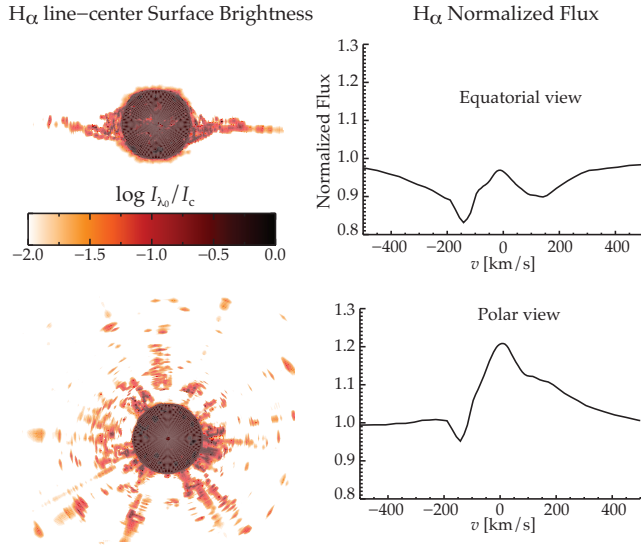 Hα line−center Surface Brightness
Hα Normalized Flux
log Iλ₀/Ic
−2.0 −1.5 −1.0 −0.5 0.0
1.3
1.2
1.1
1.0
0.9
0.8
Normalized Flux
Equatorial view
−400 −200 0 200 400
v [km/s]
1.3
1.2
1.1
1.0
0.9
0.8
Polar view
−400 −200 0 200 400
v [km/s]